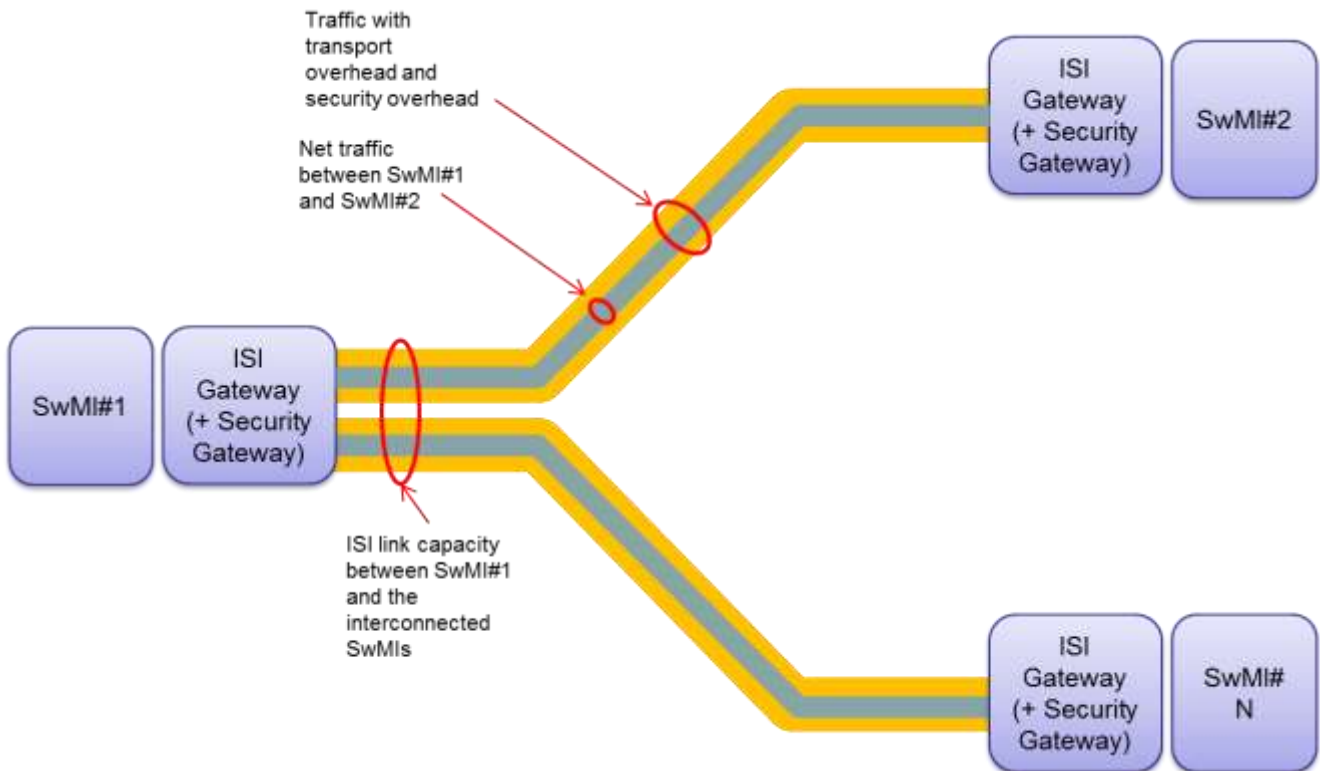 Traffic with
transport
overhead and
security overhead
Net traffic
between SwMI#1
and SwMI#2
ISI
Gateway
(+ Security
Gateway)
SwMI#2
SwMI#1
ISI
Gateway
(+ Security
Gateway)
ISI link capacity
between SwMI#1
and the
interconnected
SwMIs
ISI
Gateway
(+ Security
Gateway)
SwMI#
N